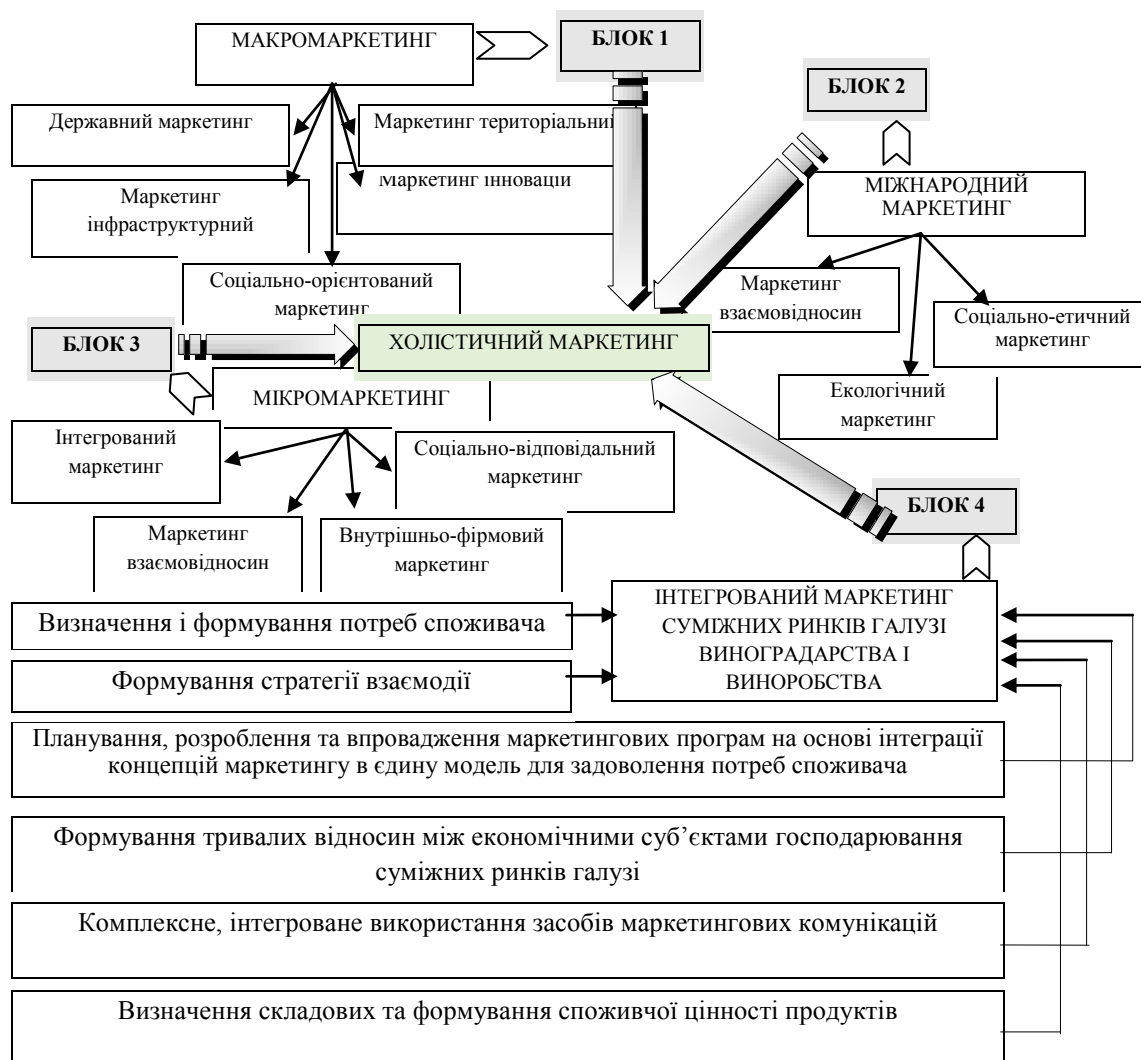 МАКРОМАРКЕТИНГ
БЛОК 1
БЛОК 2
Державний маркетинг
Маркетинг територіальний
Маркетинг інновацій
Маркетинг
інфраструктурний
МІЖНАРОДНИЙ
МАРКЕТИНГ
Соціально-орієнтований
маркетинг
Маркетинг
взаємовідносин
Соціально-етичний
маркетинг
БЛОК 3
ХОЛІСТИЧНИЙ МАРКЕТИНГ
Екологічний
маркетинг
МІКРОМАРКЕТИНГ
Інтегрований
маркетинг
Соціально-відповідальний
маркетинг
БЛОК 4
Маркетинг
взаємовідносин
Внутрішньо-фірмовий
маркетинг
ІНТЕГРОВАНИЙ МАРКЕТИНГ
СУМІЖНИХ РИНКІВ ГАЛУЗІ
ВИНОГРАДАРСТВА І
ВИНОРОБСТВА
Визначення і формування потреб споживача
Формування стратегії взаємодії
Планування, розроблення та впровадження маркетингових програм на основі інтеграції
концепцій маркетингу в єдину модель для задоволення потреб споживача
Формування тривалих відносин між економічними суб’єктами господарювання
суміжних ринків галузі
Комплексне, інтегроване використання засобів маркетингових комунікацій
Визначення складових та формування споживчої цінності продуктів